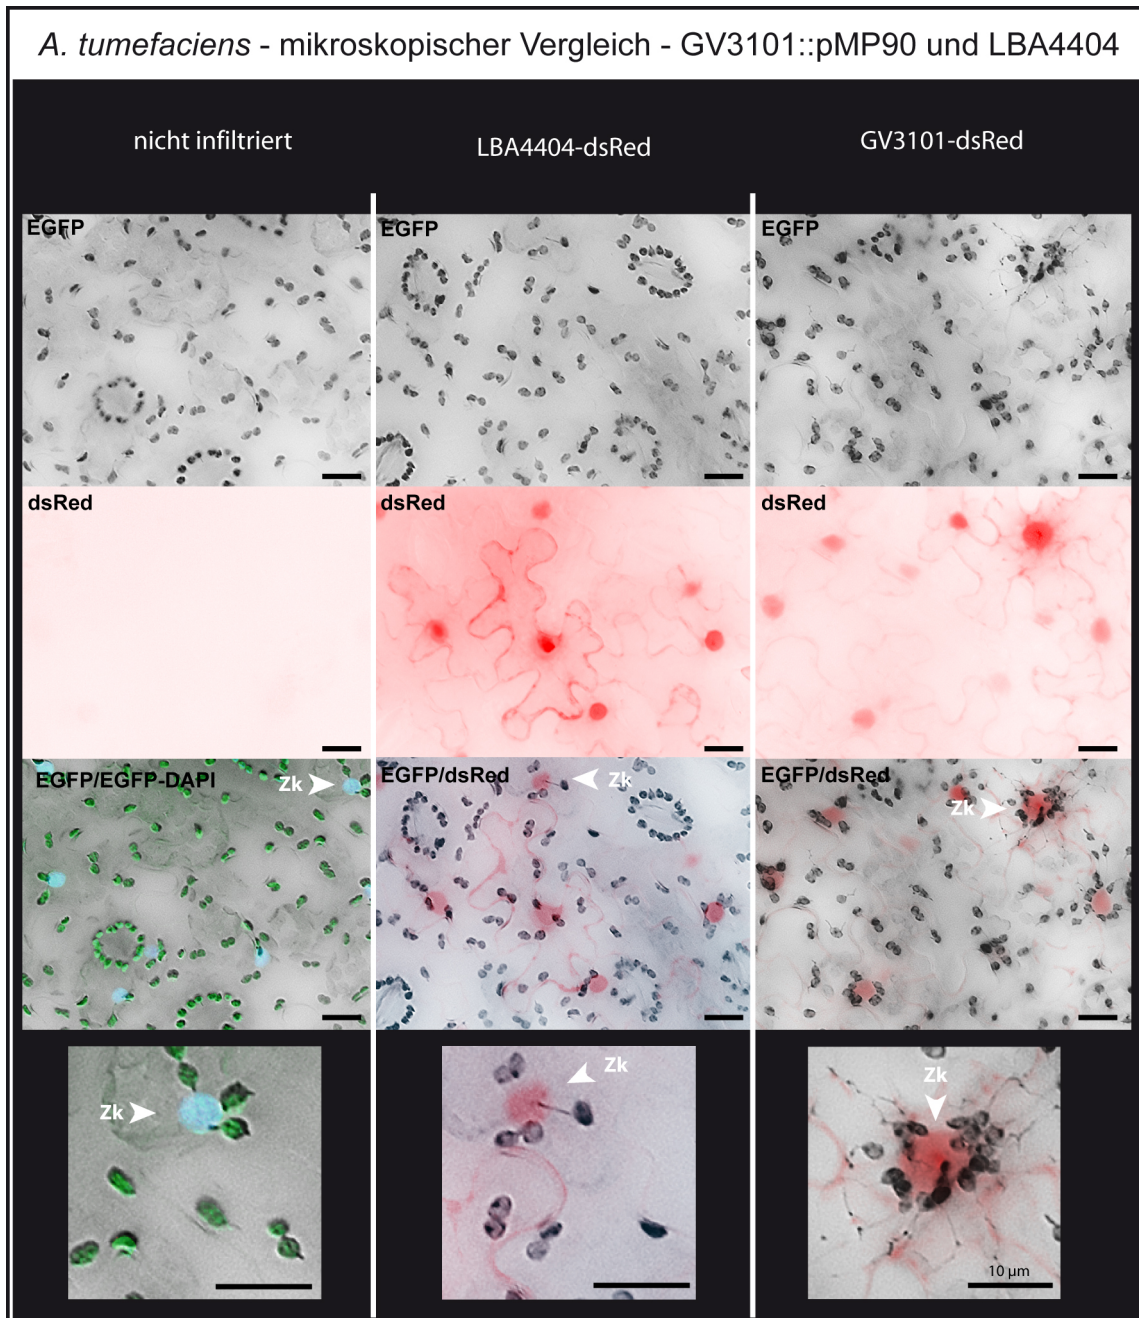 A. tumefaciens - mikroskopischer Vergleich - GV3101::pMP90 und LBA4404
nicht infiltriert
LBA4404-dsRed
GV3101-dsRed
EGFP
EGFP
EGFP
dsRed
dsRed
dsRed
EGFP/EGFP-DAPI
Zk
EGFP/dsRed
Zk
EGFP/dsRed
Zk
Zk
Zk
Zk
10 µm